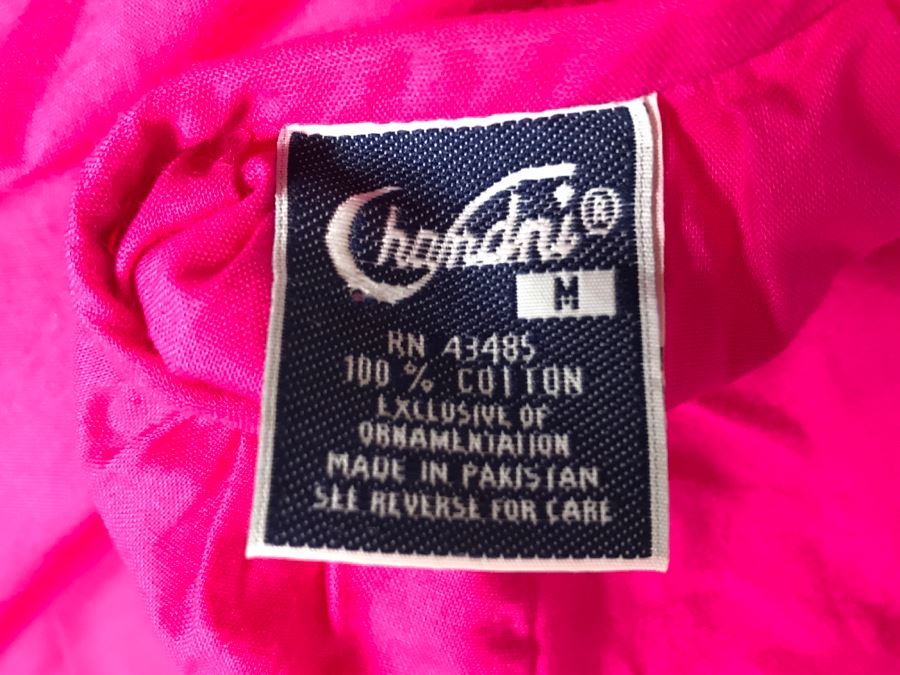 Chandni®
M
RN 43485
100 % COTTON
EXCLUSIVE OF
ORNAMENTATION
MADE IN PAKISTAN
SEE REVERSE FOR CARE